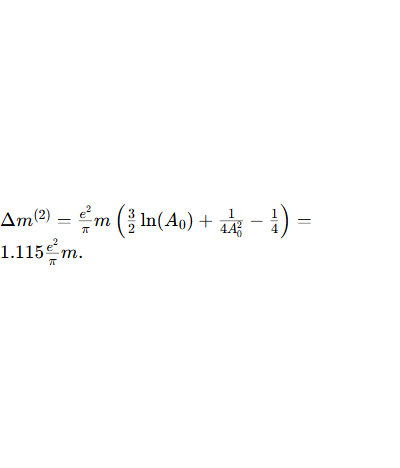 Δm⁽²⁾ = e²/π m (3/2 ln(A₀) + 1/(4A₀²) − 1/4) =
1.115 e²/π m.